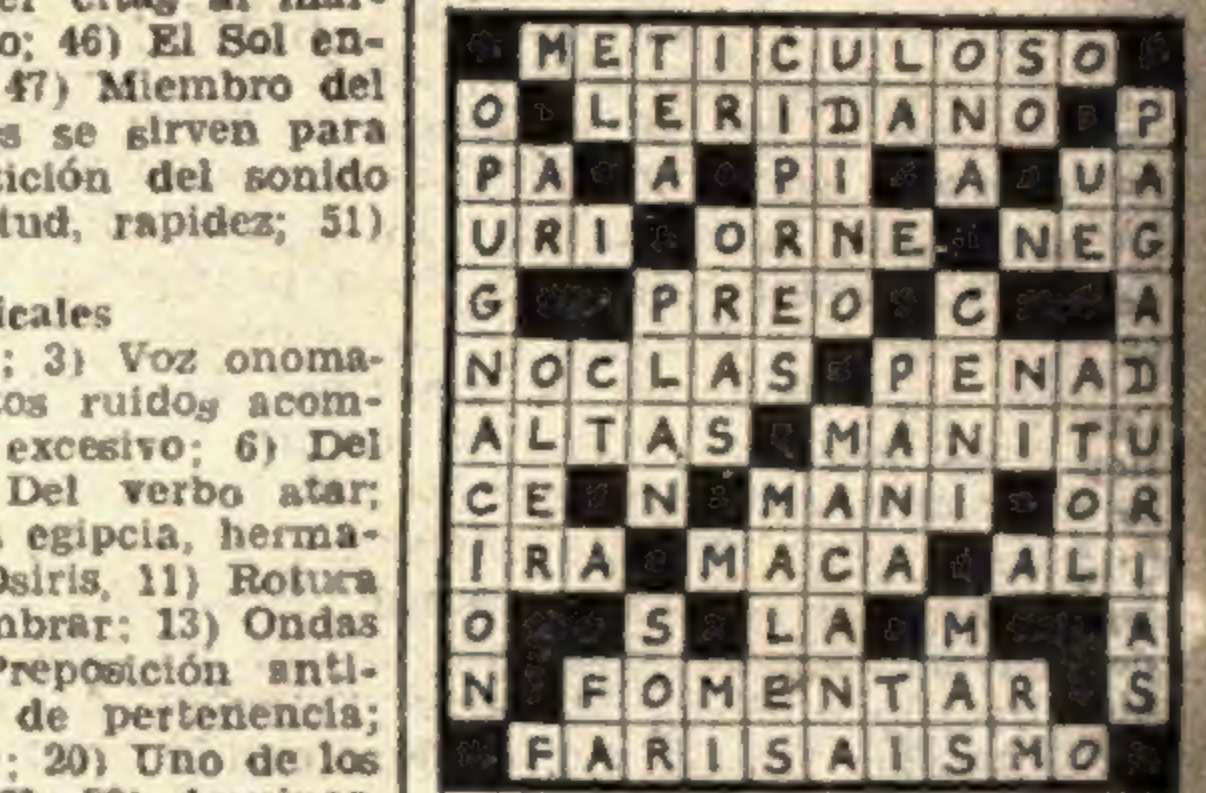 o; 46) El Sol en-
47) Miembro del
s se sirven para
ición del sonido
tud, rapidez; 51)
icales
; 3) Voz onoma-
tos ruidos acom-
excesivo; 6) Del
Del verbo atar;
egipcia, herma-
Osiris, 11) Rotura
mbrar; 13) Ondas
Preposición anti-
de pertenencia;
; 20) Uno de los
METICULOSO
O LERIDANO P
PA A PI A UA
URI ORNE NEG
G PREO C A
NOCLAS PENAD
ALTAS MANITU
CE N MANI OR
IRA MACA ALI
O S LA M A
N FOMENTAR S
FARISAISMO